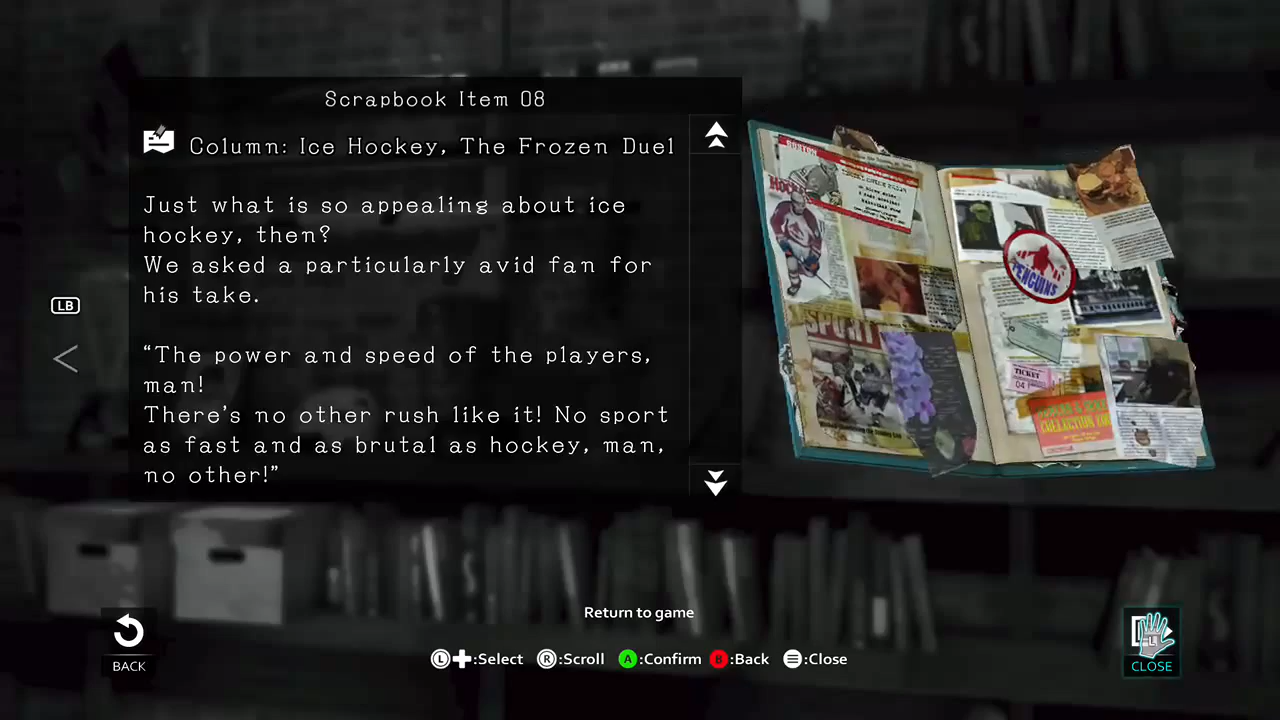 Scrapbook Item 08
Column: Ice Hockey, The Frozen Duel
Just what is so appealing about ice
hockey, then?
We asked a particularly avid fan for
his take.
“The power and speed of the players,
man!
There's no other rush like it! No sport
as fast and as brutal as hockey, man,
no other!”
LB
BOSTON
HOCKEY
SPORT
PENGUINS
TICKET
04
Return to game
BACK
L :Select R :Scroll A :Confirm B :Back :Close
L
CLOSE